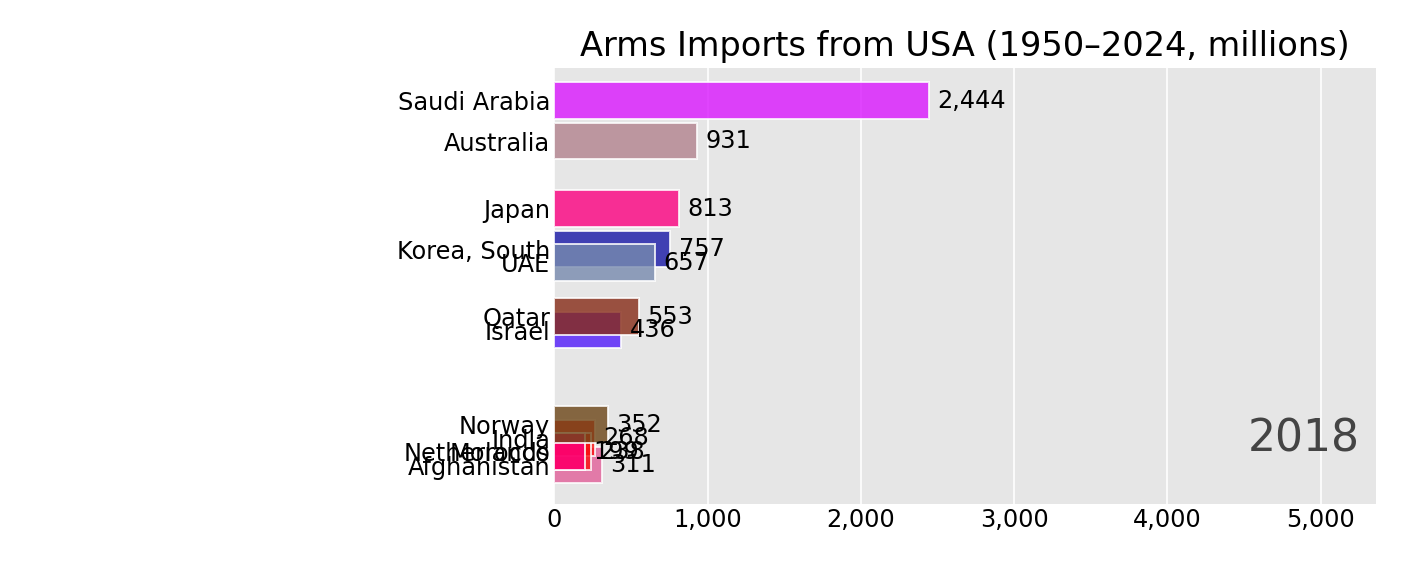 Arms Imports from USA (1950–2024, millions)
Saudi Arabia 2,444
Australia 931
Japan 813
Korea, South 757
UAE 657
Qatar 553
Israel 436
Norway 352
India 268
Netherlands 199
Morocco
Afghanistan 311
2018
0 1,000 2,000 3,000 4,000 5,000